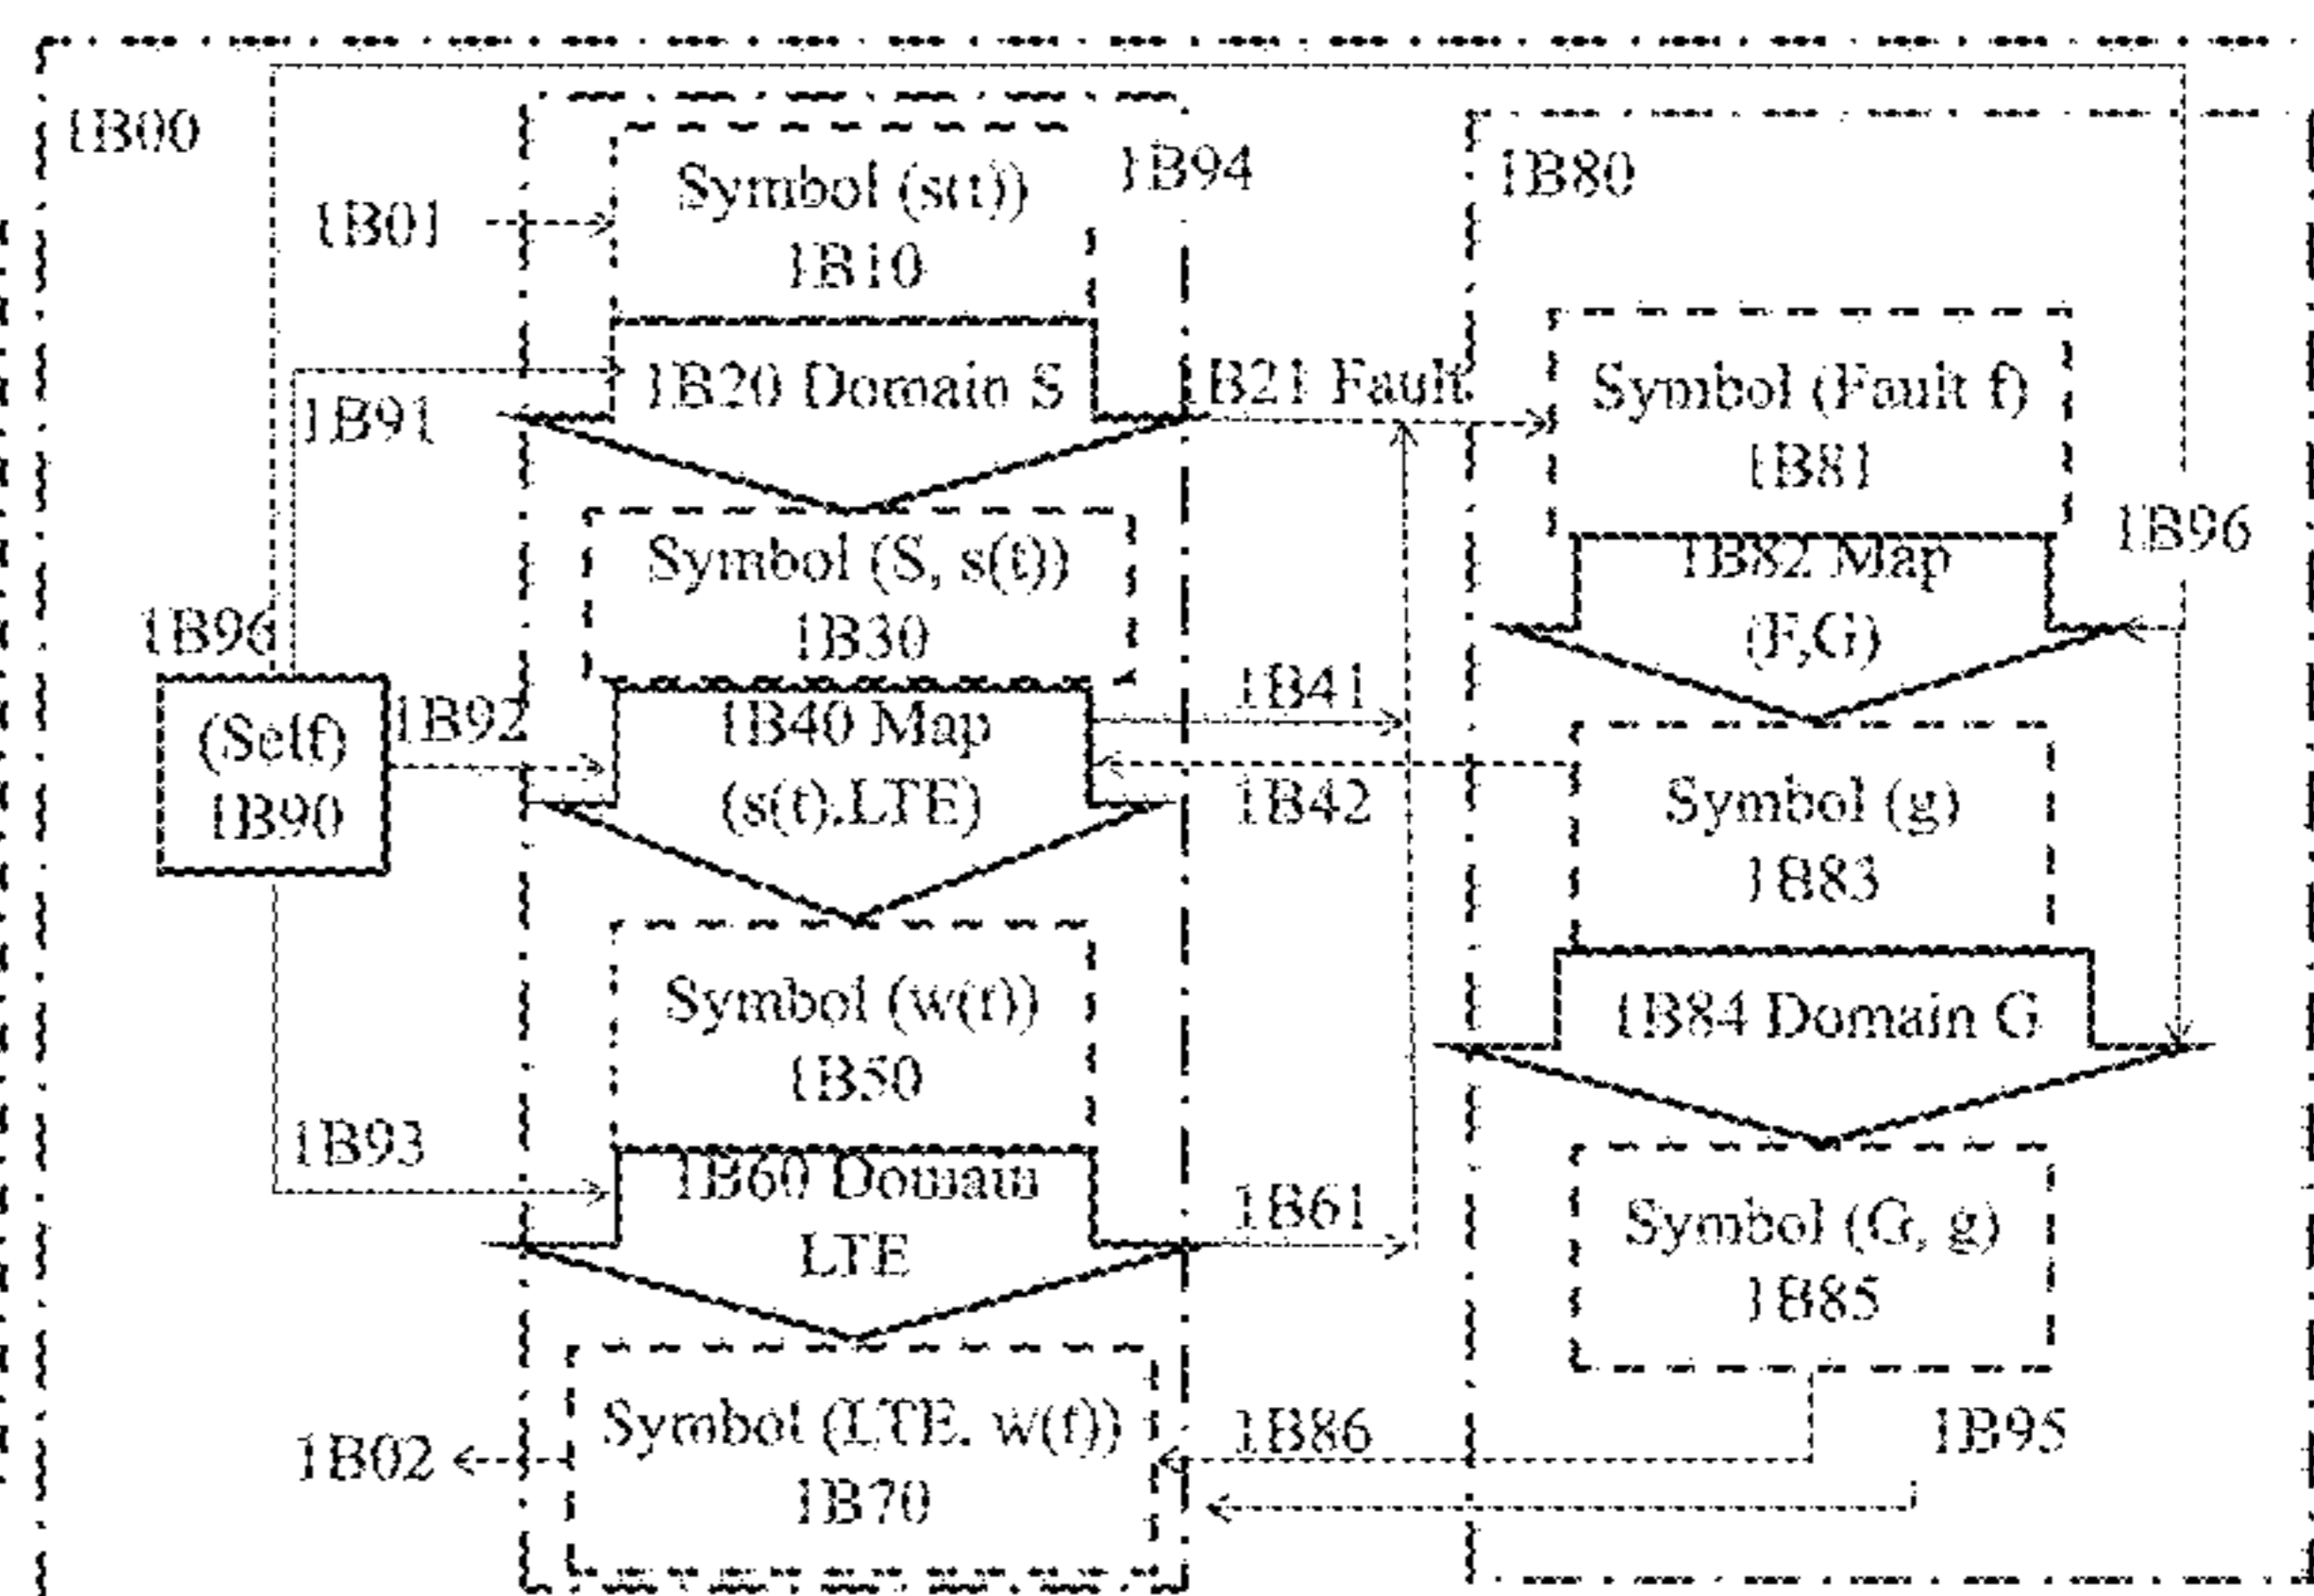 1B00
1B94
1B80
Symbol (s(t))
1B10
1B01
1B20 Domain S
1B21 Fault
Symbol (Fault f)
1B81
1B91
1B96
Symbol (S, s(t))
1B30
1B82 Map
(F,G)
1B96
(Self)
1B90
1B92
1B40 Map
(s(t).LTE)
1B41
1B42
Symbol (g)
1B83
Symbol (w(t))
1B50
1B84 Domain G
1B93
1B60 Domain
LTE
1B61
Symbol (G, g)
1B85
1B02
Symbol (LTE. w(t))
1B70
1B86
1B95